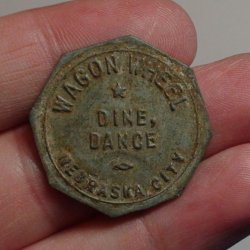 WAGON WHEEL
DINE,
DANCE
NEBRASKA CITY